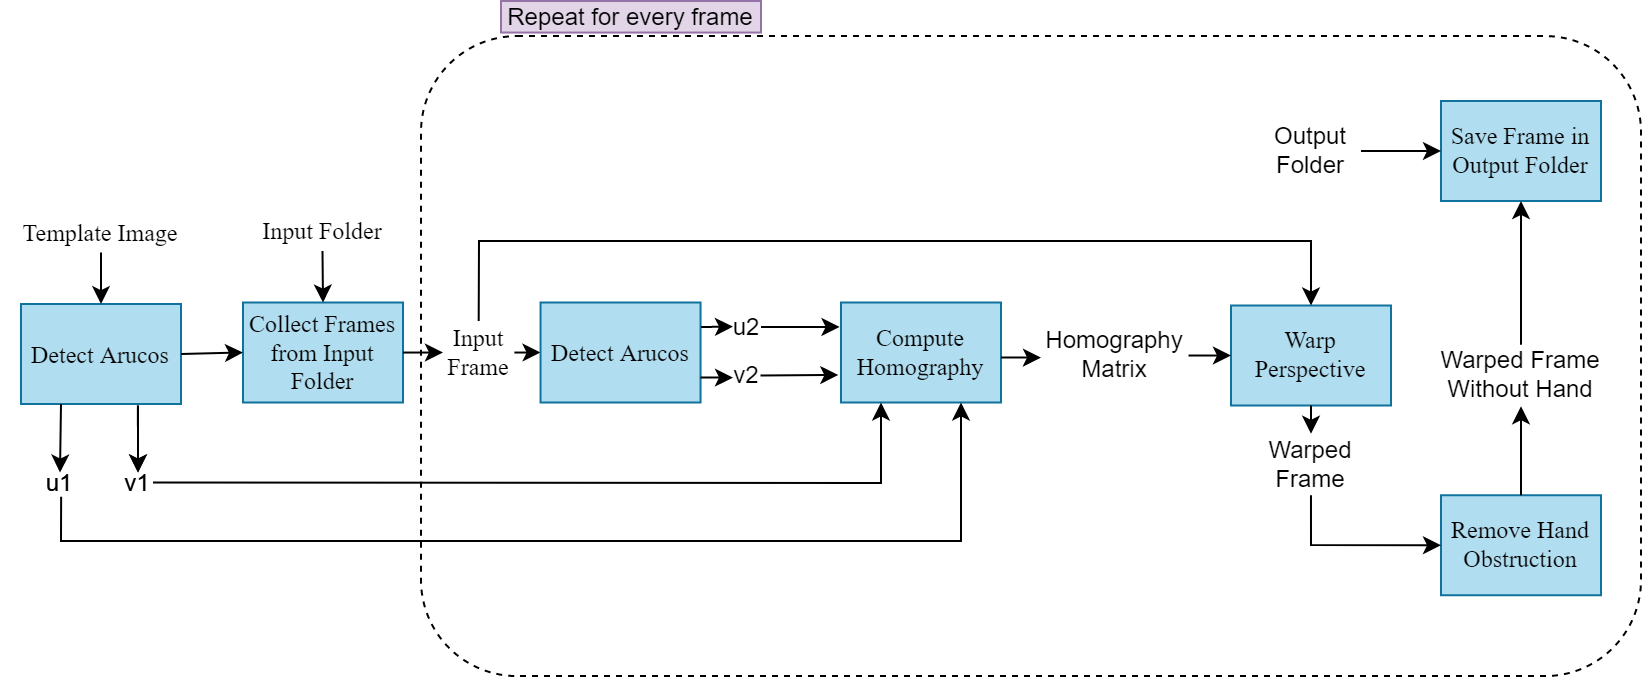 Repeat for every frame
Template Image
Detect Arucos
u1
v1
Input Folder
Collect Frames
from Input
Folder
Input
Frame
Detect Arucos
u2
v2
Compute
Homography
Homography
Matrix
Warp
Perspective
Warped
Frame
Remove Hand
Obstruction
Warped Frame
Without Hand
Output
Folder
Save Frame in
Output Folder